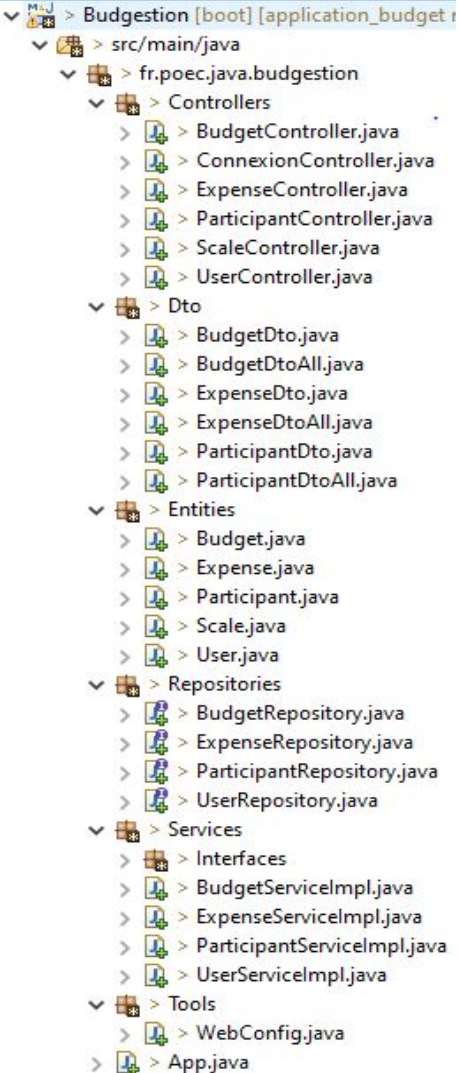 > Budgestion [boot] [application_budget
> src/main/java
> fr.poec.java.budgestion
> Controllers
> BudgetController.java
> ConnexionController.java
> ExpenseController.java
> ParticipantController.java
> ScaleController.java
> UserController.java
> Dto
> BudgetDto.java
> BudgetDtoAll.java
> ExpenseDto.java
> ExpenseDtoAll.java
> ParticipantDto.java
> ParticipantDtoAll.java
> Entities
> Budget.java
> Expense.java
> Participant.java
> Scale.java
> User.java
> Repositories
> BudgetRepository.java
> ExpenseRepository.java
> ParticipantRepository.java
> UserRepository.java
> Services
> Interfaces
> BudgetServiceImpl.java
> ExpenseServiceImpl.java
> ParticipantServiceImpl.java
> UserServiceImpl.java
> Tools
> WebConfig.java
> App.java